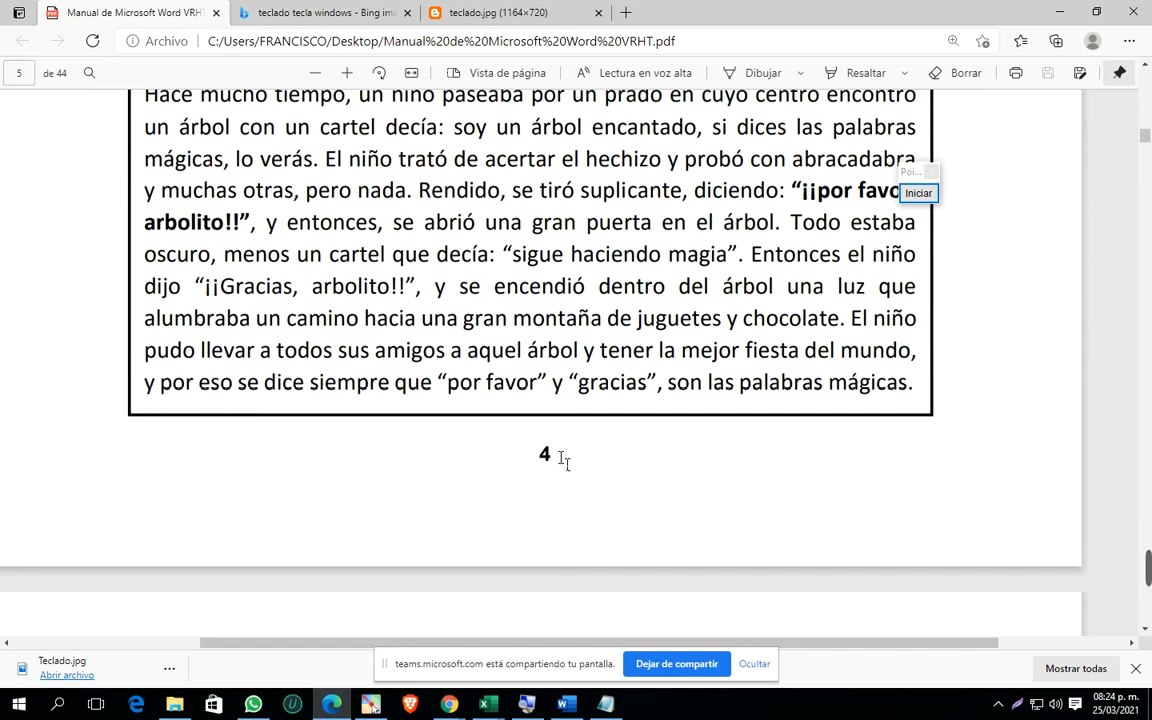 Manual de Microsoft Word VRHT
teclado tecla windows - Bing ima
teclado.jpg (1164×720)
Archivo
C:/Users/FRANCISCO/Desktop/Manual%20de%20Microsoft%20Word%20VRHT.pdf
5 de 44
Vista de página
Lectura en voz alta
Dibujar
Resaltar
Borrar
Hace mucho tiempo, un niño paseaba por un prado en cuyo centro encontró
un árbol con un cartel decía: soy un árbol encantado, si dices las palabras
mágicas, lo verás. El niño trató de acertar el hechizo y probó con abracadabra
y muchas otras, pero nada. Rendido, se tiró suplicante, diciendo: “¡¡por favo
arbolito!!”, y entonces, se abrió una gran puerta en el árbol. Todo estaba
oscuro, menos un cartel que decía: “sigue haciendo magia”. Entonces el niño
dijo “¡¡Gracias, arbolito!!”, y se encendió dentro del árbol una luz que
alumbraba un camino hacia una gran montaña de juguetes y chocolate. El niño
pudo llevar a todos sus amigos a aquel árbol y tener la mejor fiesta del mundo,
y por eso se dice siempre que “por favor” y “gracias”, son las palabras mágicas.
Poi...
Iniciar
4
Teclado.jpg
Abrir archivo
teams.microsoft.com está compartiendo tu pantalla.
Dejar de compartir
Ocultar
Mostrar todas
08:24 p. m.
25/03/2021